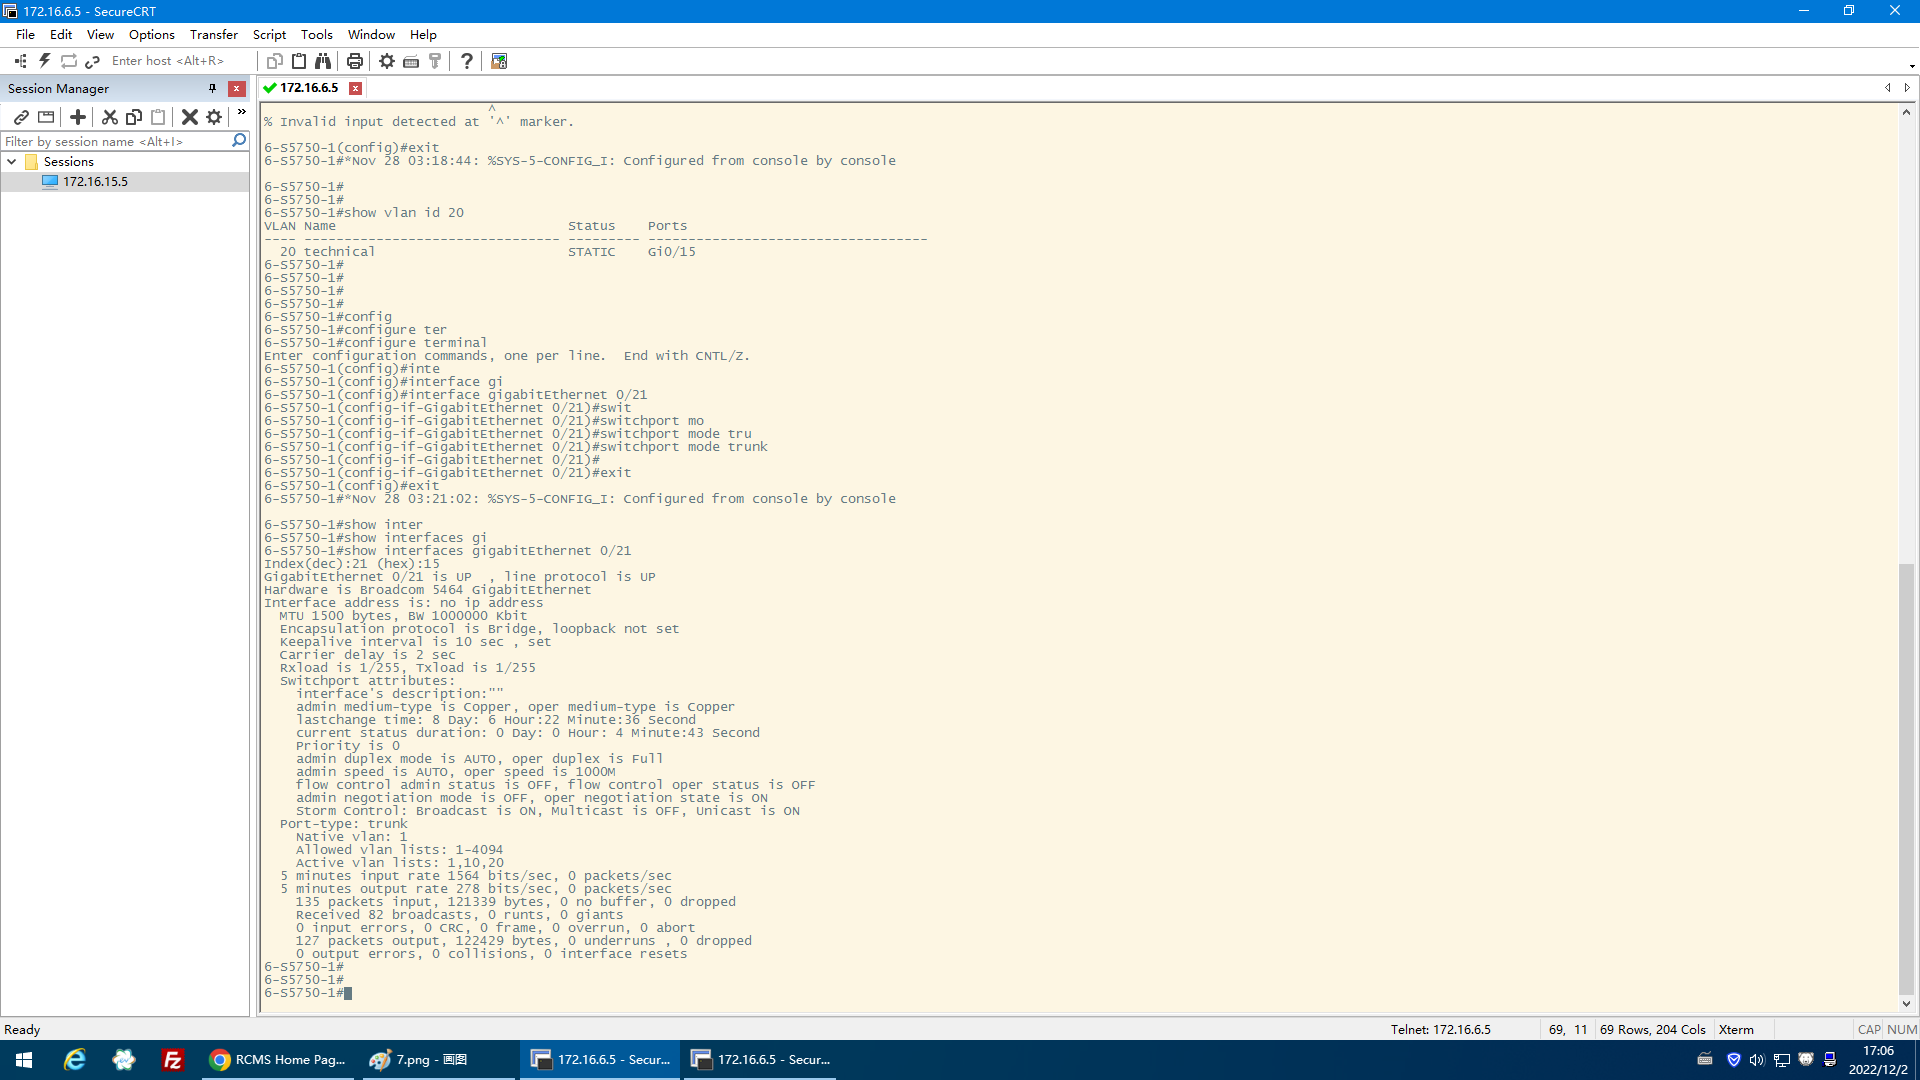 172.16.6.5 - SecureCRT
File Edit View Options Transfer Script Tools Window Help
Enter host <Alt+R>
Session Manager
172.16.6.5
Filter by session name <Alt+I>
Sessions
172.16.15.5
^
% Invalid input detected at '^' marker.
6-S5750-1(config)#exit
6-S5750-1#*Nov 28 03:18:44: %SYS-5-CONFIG_I: Configured from console by console
6-S5750-1#
6-S5750-1#
6-S5750-1#show vlan id 20
VLAN Name Status Ports
---- -------------------------------- --------- -----------------------------------
20 technical STATIC Gi0/15
6-S5750-1#
6-S5750-1#
6-S5750-1#
6-S5750-1#
6-S5750-1#config
6-S5750-1#configure ter
6-S5750-1#configure terminal
Enter configuration commands, one per line. End with CNTL/Z.
6-S5750-1(config)#inte
6-S5750-1(config)#interface gi
6-S5750-1(config)#interface gigabitEthernet 0/21
6-S5750-1(config-if-GigabitEthernet 0/21)#swit
6-S5750-1(config-if-GigabitEthernet 0/21)#switchport mo
6-S5750-1(config-if-GigabitEthernet 0/21)#switchport mode tru
6-S5750-1(config-if-GigabitEthernet 0/21)#switchport mode trunk
6-S5750-1(config-if-GigabitEthernet 0/21)#
6-S5750-1(config-if-GigabitEthernet 0/21)#exit
6-S5750-1(config)#exit
6-S5750-1#*Nov 28 03:21:02: %SYS-5-CONFIG_I: Configured from console by console
6-S5750-1#show inter
6-S5750-1#show interfaces gi
6-S5750-1#show interfaces gigabitEthernet 0/21
Index(dec):21 (hex):15
GigabitEthernet 0/21 is UP , line protocol is UP
Hardware is Broadcom 5464 GigabitEthernet
Interface address is: no ip address
MTU 1500 bytes, BW 1000000 Kbit
Encapsulation protocol is Bridge, loopback not set
Keepalive interval is 10 sec , set
Carrier delay is 2 sec
Rxload is 1/255, Txload is 1/255
Switchport attributes:
interface's description:""
admin medium-type is Copper, oper medium-type is Copper
lastchange time: 8 Day: 6 Hour:22 Minute:36 Second
current status duration: 0 Day: 0 Hour: 4 Minute:43 Second
Priority is 0
admin duplex mode is AUTO, oper duplex is Full
admin speed is AUTO, oper speed is 1000M
flow control admin status is OFF, flow control oper status is OFF
admin negotiation mode is OFF, oper negotiation state is ON
Storm Control: Broadcast is ON, Multicast is OFF, Unicast is ON
Port-type: trunk
Native vlan: 1
Allowed vlan lists: 1-4094
Active vlan lists: 1,10,20
5 minutes input rate 1564 bits/sec, 0 packets/sec
5 minutes output rate 278 bits/sec, 0 packets/sec
135 packets input, 121339 bytes, 0 no buffer, 0 dropped
Received 82 broadcasts, 0 runts, 0 giants
0 input errors, 0 CRC, 0 frame, 0 overrun, 0 abort
127 packets output, 122429 bytes, 0 underruns , 0 dropped
0 output errors, 0 collisions, 0 interface resets
6-S5750-1#
6-S5750-1#
6-S5750-1#
Ready Telnet: 172.16.6.5 69, 11 69 Rows, 204 Cols Xterm CAP NUM
RCMS Home Pag... 7.png - 画图 172.16.6.5 - Secur... 172.16.6.5 - Secur... 17:06
2022/12/2